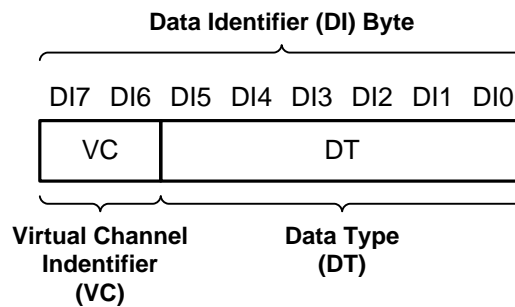 Data Identifier (DI) Byte
DI7 DI6 DI5 DI4 DI3 DI2 DI1 DI0
VC DT
Virtual Channel
Indentifier
(VC)
Data Type
(DT)